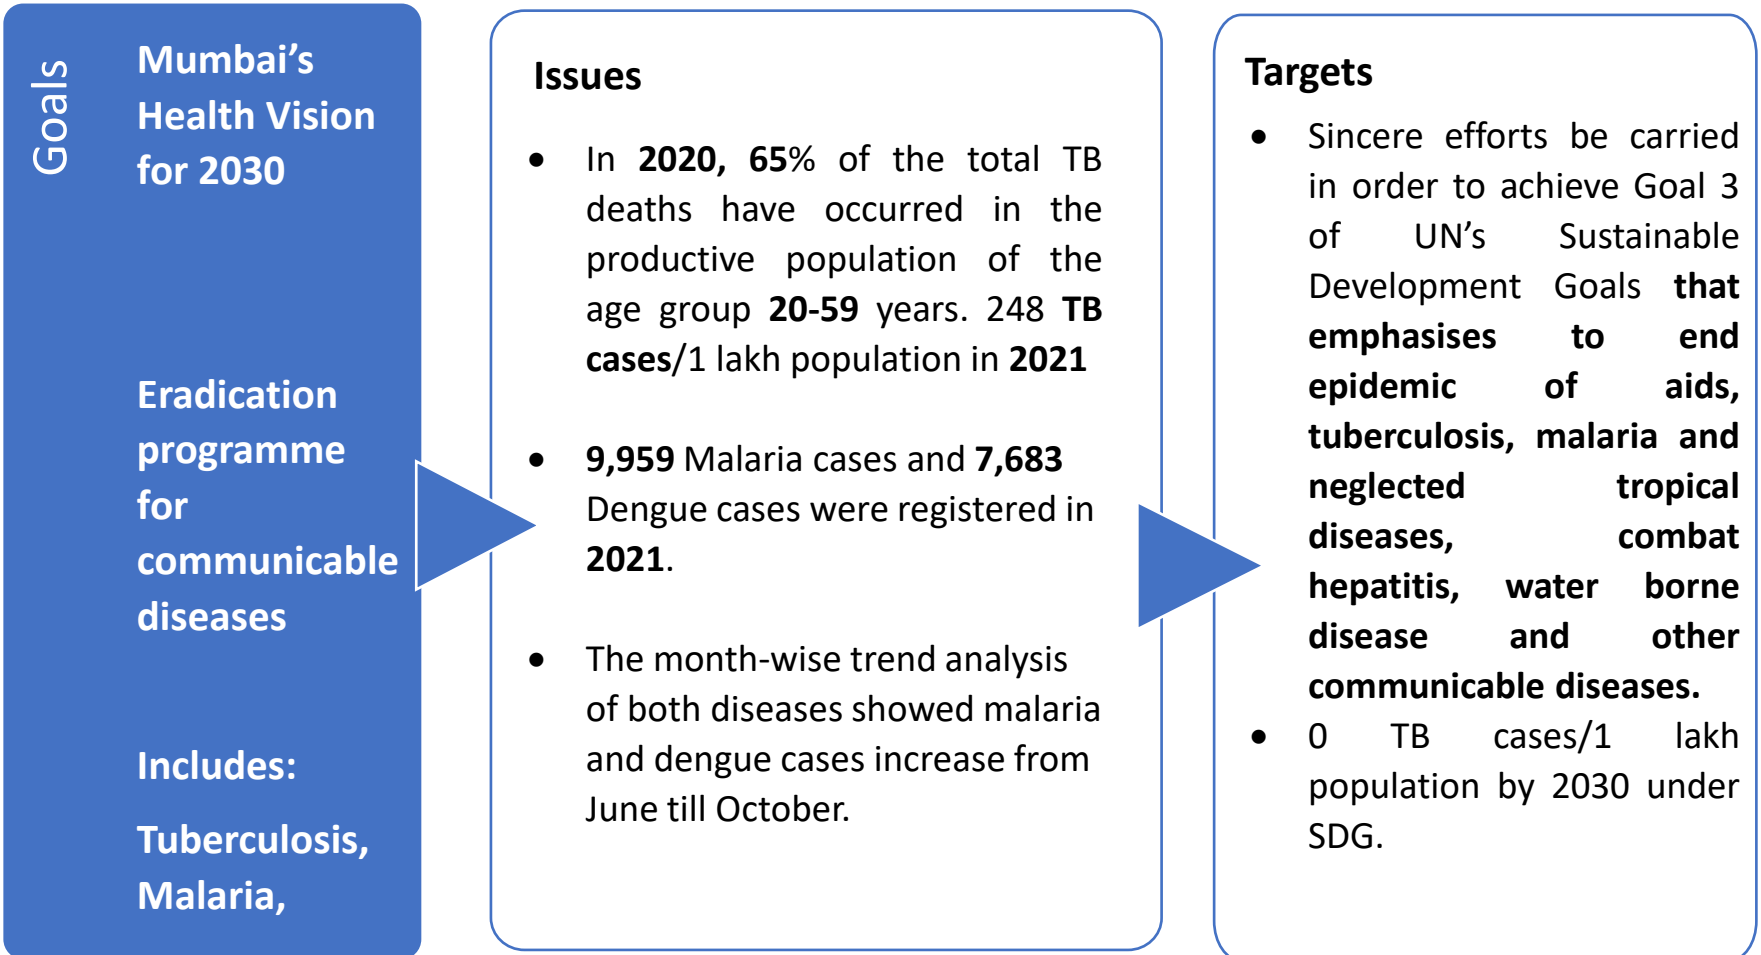 Goals
Mumbai’s
Health Vision
for 2030
Eradication
programme
for
communicable
diseases
Includes:
Tuberculosis,
Malaria,
Issues
• In 2020, 65% of the total TB
deaths have occurred in the
productive population of the
age group 20-59 years. 248 TB
cases/1 lakh population in 2021
• 9,959 Malaria cases and 7,683
Dengue cases were registered in
2021.
• The month-wise trend analysis
of both diseases showed malaria
and dengue cases increase from
June till October.
Targets
• Sincere efforts be carried
in order to achieve Goal 3
of UN’s Sustainable
Development Goals that
emphasises to end
epidemic of aids,
tuberculosis, malaria and
neglected tropical
diseases, combat
hepatitis, water borne
disease and other
communicable diseases.
• 0 TB cases/1 lakh
population by 2030 under
SDG.